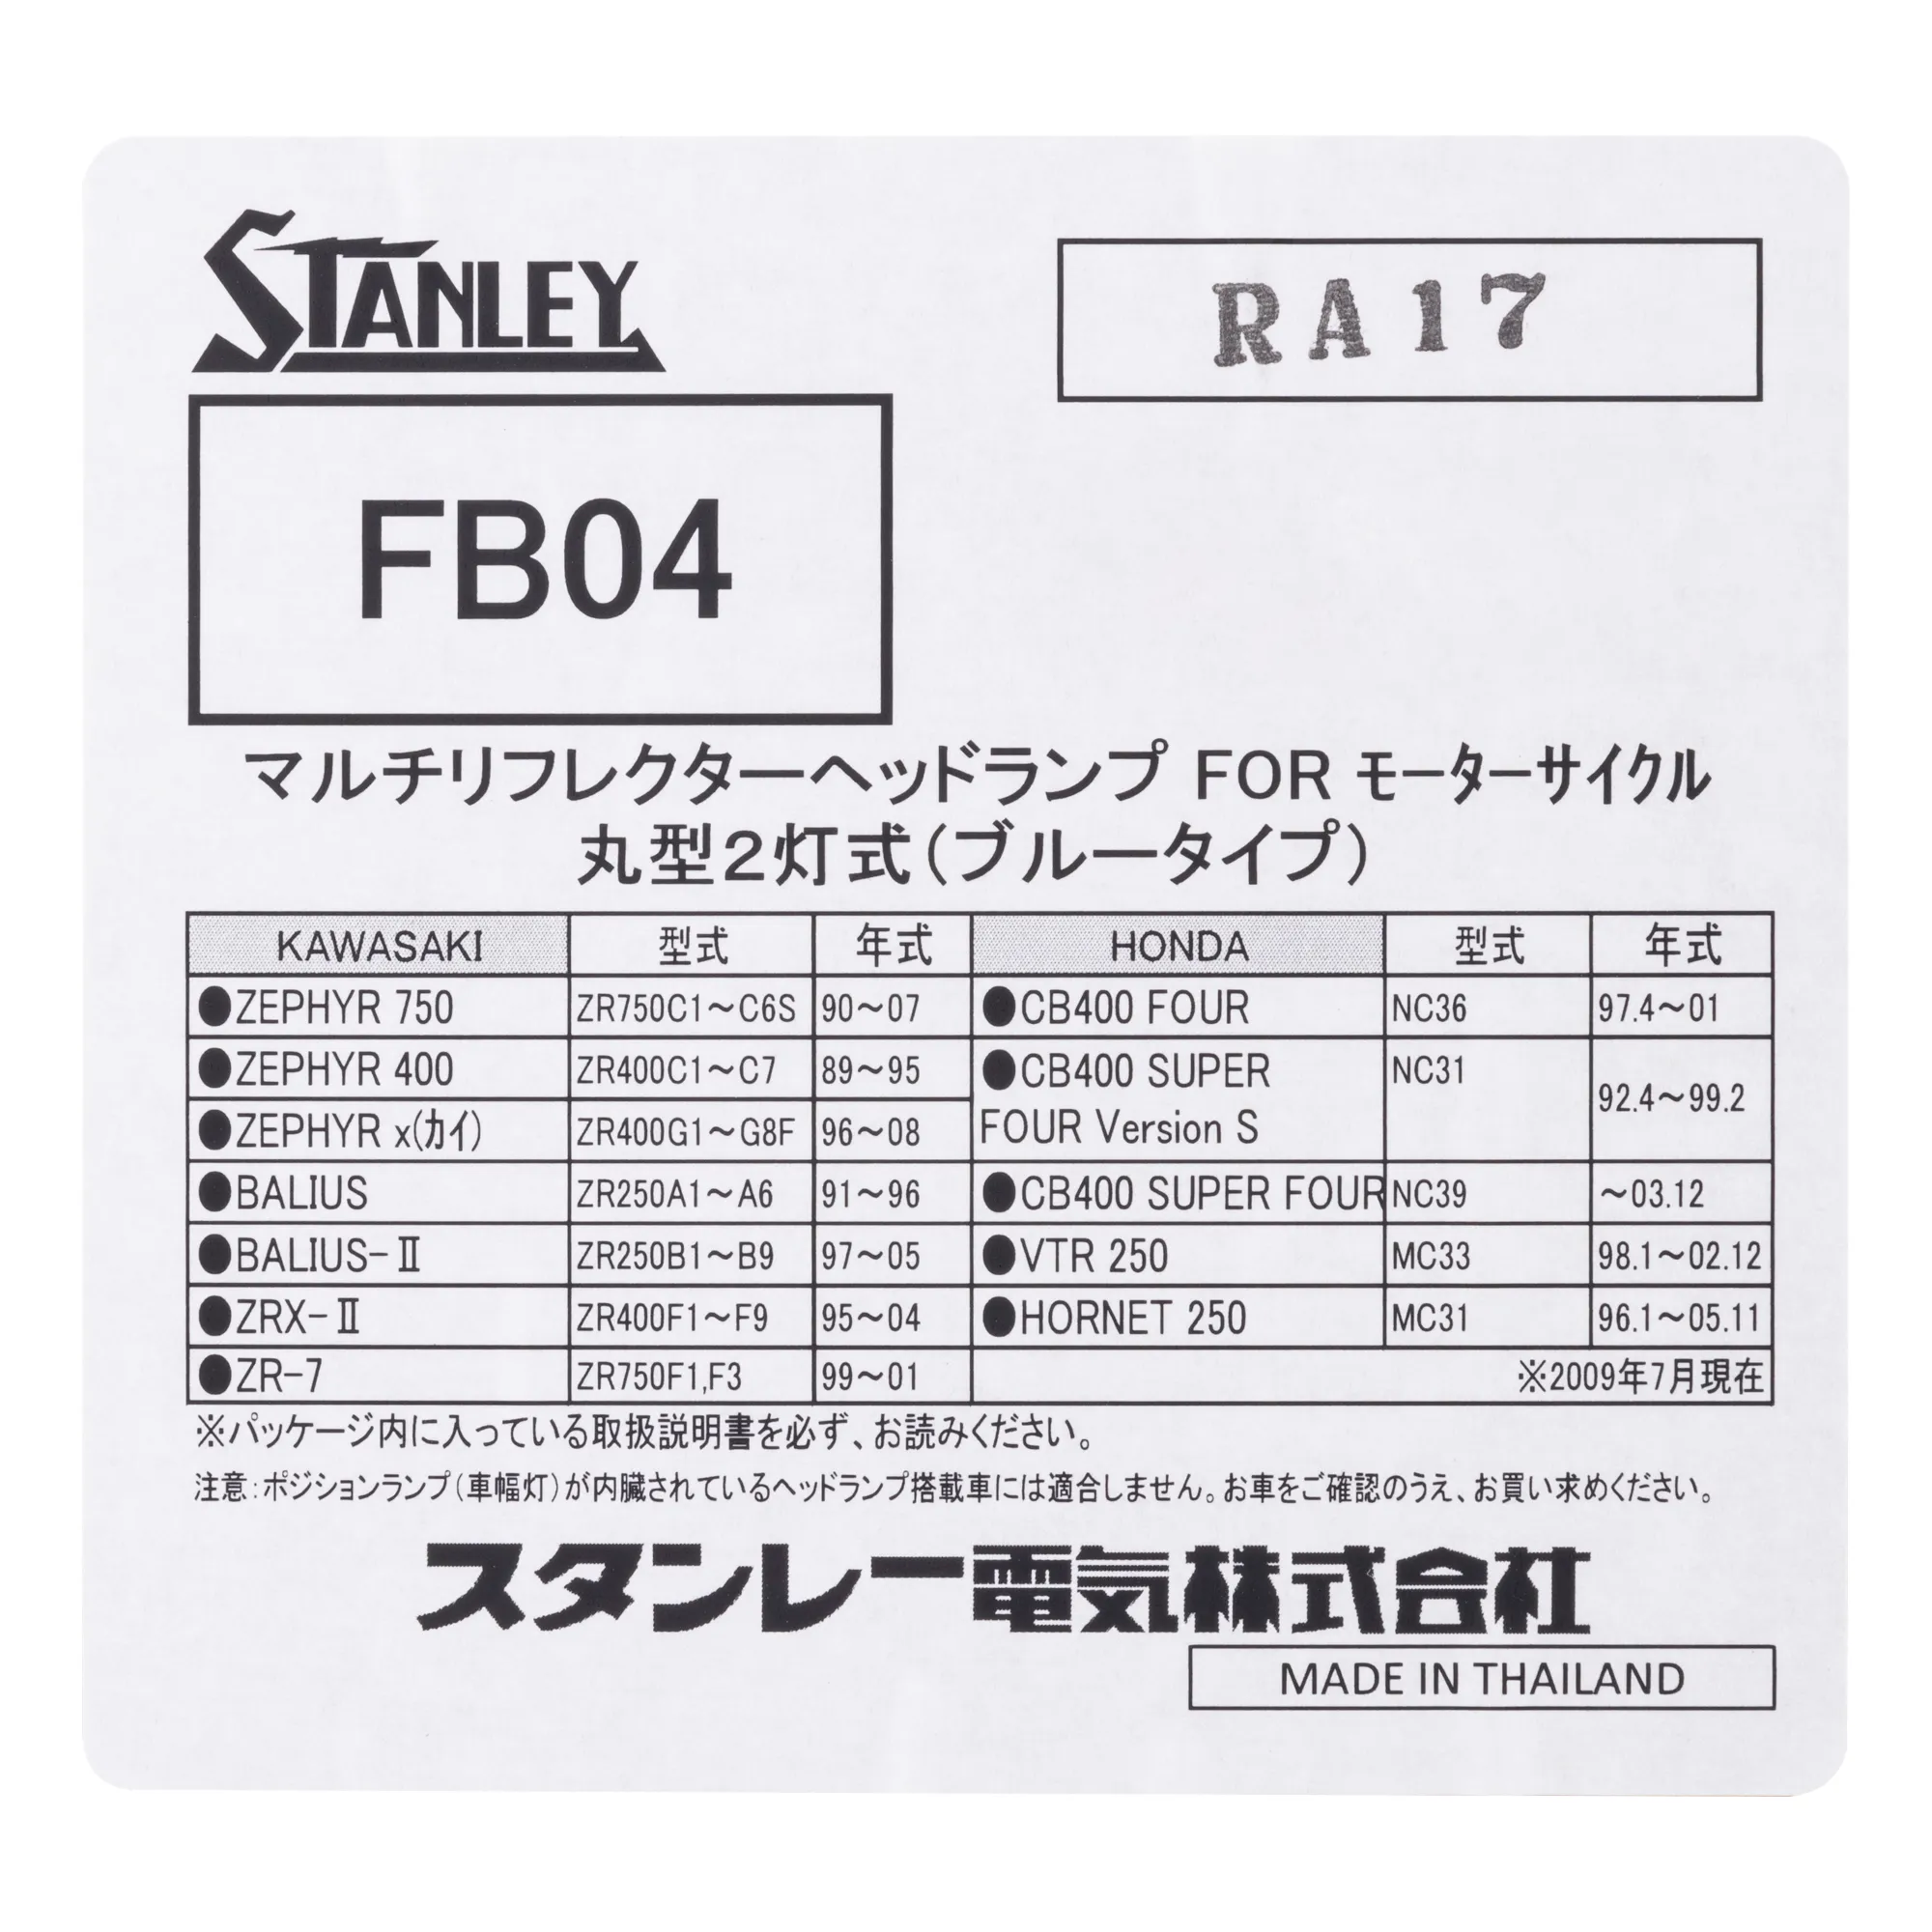 STANLEY
RA17
FB04
マルチリフレクターヘッドランプ FOR モーターサイクル
丸型2灯式(ブルータイプ)
KAWASAKI 型式 年式 HONDA 型式 年式
●ZEPHYR 750 ZR750C1～C6S 90～07 ●CB400 FOUR NC36 97.4～01
●ZEPHYR 400 ZR400C1～C7 89～95 ●CB400 SUPER NC31 92.4～99.2
●ZEPHYR x(カイ) ZR400G1～G8F 96～08 FOUR Version S
●BALIUS ZR250A1～A6 91～96 ●CB400 SUPER FOUR NC39 ～03.12
●BALIUS-Ⅱ ZR250B1～B9 97～05 ●VTR 250 MC33 98.1～02.12
●ZRX-Ⅱ ZR400F1～F9 95～04 ●HORNET 250 MC31 96.1～05.11
●ZR-7 ZR750F1,F3 99～01 ※2009年7月現在
※パッケージ内に入っている取扱説明書を必ず、お読みください。
注意:ポジションランプ(車幅灯)が内臓されているヘッドランプ搭載車には適合しません。お車をご確認のうえ、お買い求めください。
スタンレー電気株式会社
MADE IN THAILAND